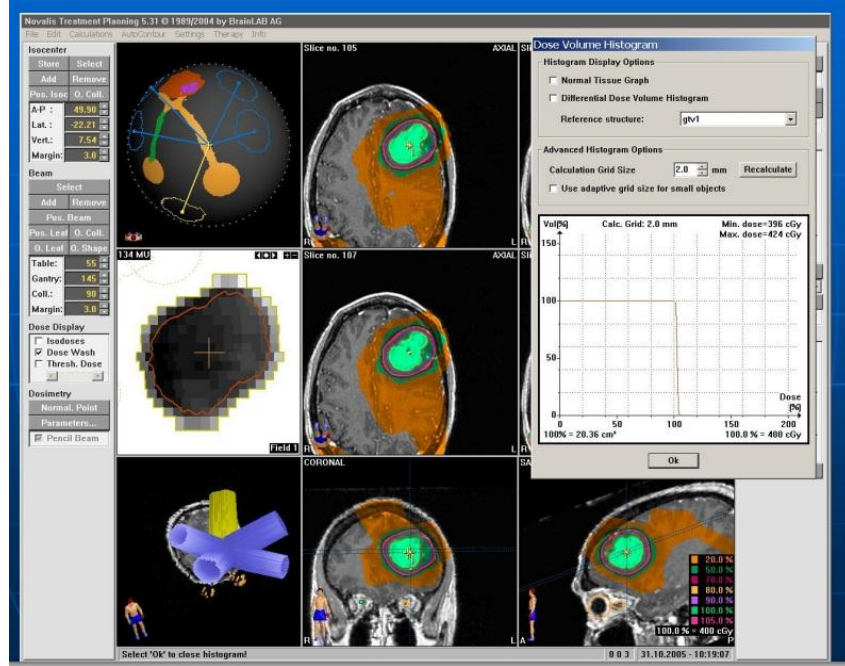 Novalis Treatment Planning 5.31 © 1989/2004 by BrainLAB AG
File Edit Calculations AutoContour Settings Therapy Info
Isocenter
Store Select
Add Remove
Pos. Isoc O. Coll.
A-P : 49.90
Lat. : -22.21
Vert.: 7.54
Margin: 3.0
Beam
Select
Add Remove
Pos. Beam
Pos. Leaf O. Coll.
O. Leaf O. Shape
Table: 55
Gantry: 145
Coll.: 90
Margin: 3.0
Dose Display
Isodoses
Dose Wash
Thresh. Dose
Dosimetry
Normal. Point
Parameters...
Pencil Beam
Slice no. 105 AXIAL
Sli
R L
134 MU
Field 1
Slice no. 107 AXIAL
Sli
R L
CORONAL
R L
SA
A P
20.0 %
50.0 %
70.0 %
80.0 %
90.0 %
100.0 %
105.0 %
100.0 % = 400 cGy
Dose Volume Histogram
Histogram Display Options
Normal Tissue Graph
Differential Dose Volume Histogram
Reference structure: gtv1
Advanced Histogram Options
Calculation Grid Size 2.0 mm Recalculate
Use adaptive grid size for small objects
Vol[%] Calc. Grid: 2.0 mm Min. dose=396 cGy
Max. dose=424 cGy
150
100
50
Dose
[%]
0
0 50 100 150 200
100% = 20.36 cm³ 100.0 % = 400 cGy
Ok
Select 'Ok' to close histogram!
0 0 3 31.10.2005 - 10:19:07